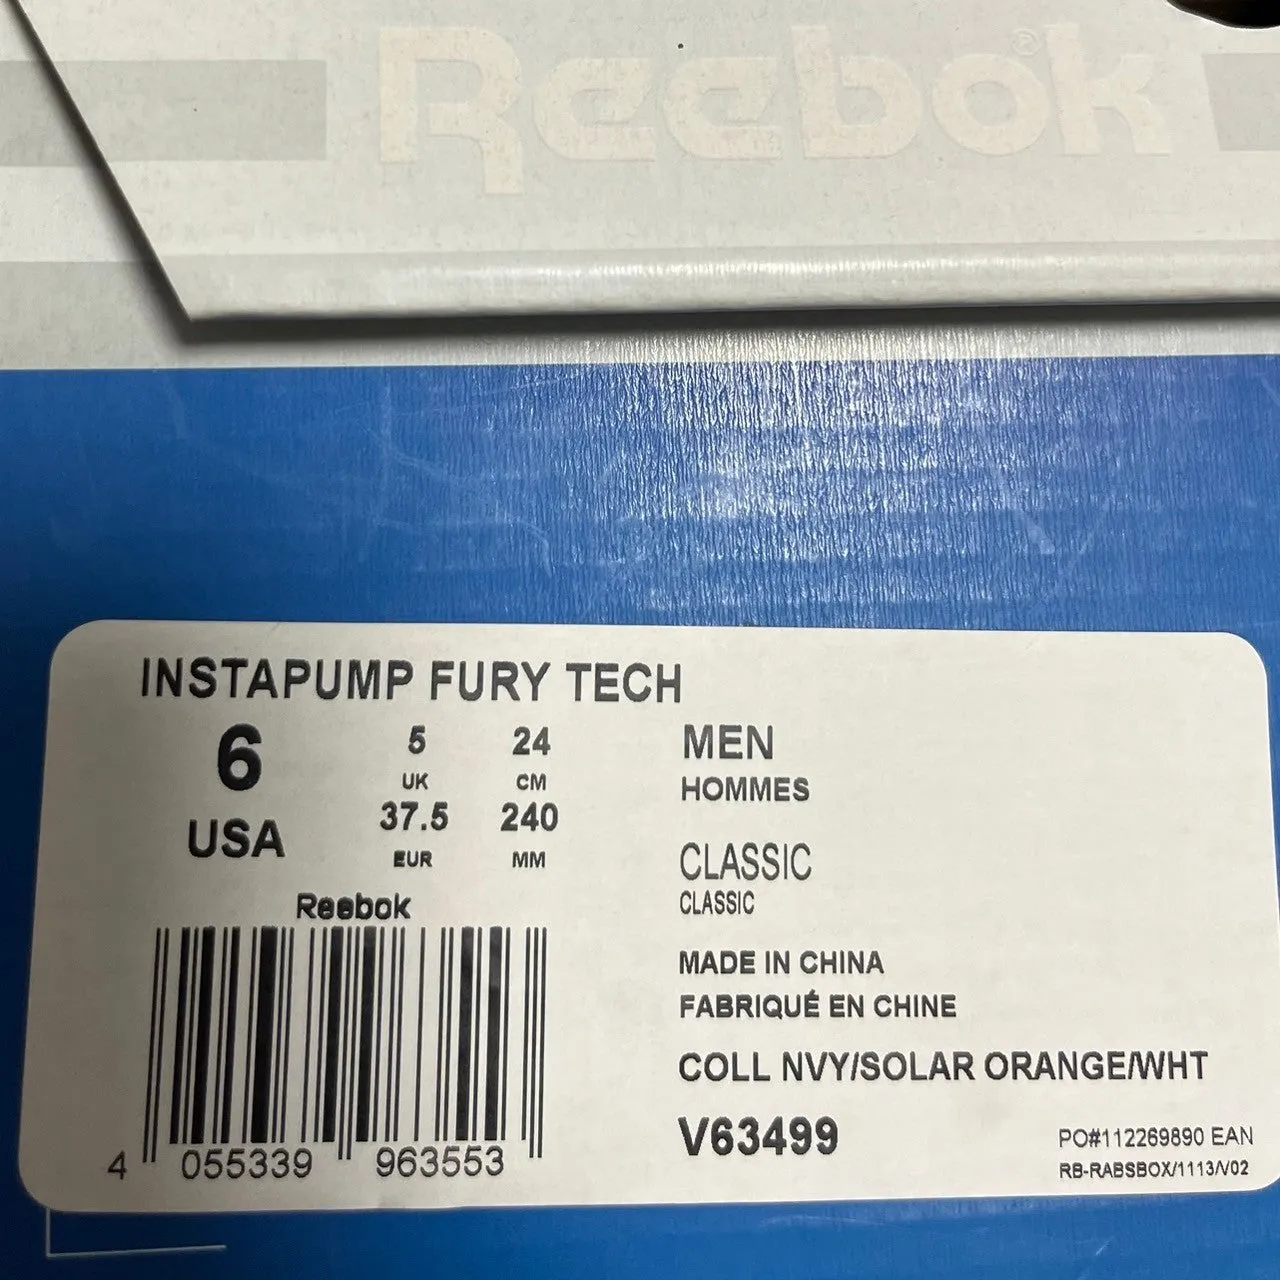 Reebok®
INSTAPUMP FURY TECH
6
USA
5
UK
37.5
EUR
24
CM
240
MM
MEN
HOMMES
CLASSIC
CLASSIC
MADE IN CHINA
FABRIQUÉ EN CHINE
COLL NVY/SOLAR ORANGE/WHT
V63499
Reebok
4 055339 963553
PO#112269890 EAN
RB-RABSBOX/1113/V02